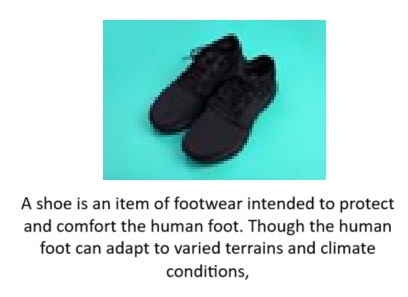 A shoe is an item of footwear intended to protect
and comfort the human foot. Though the human
foot can adapt to varied terrains and climate
conditions,